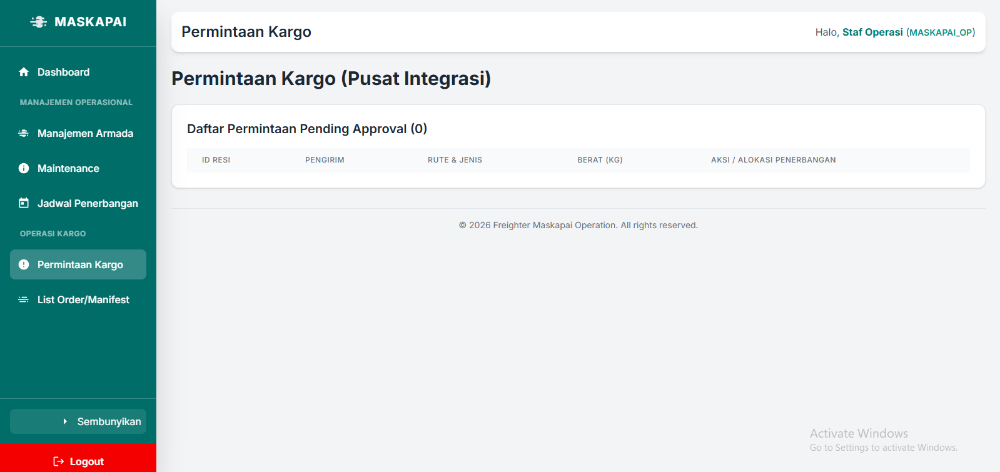 MASKAPAI
Dashboard
MANAJEMEN OPERASIONAL
Manajemen Armada
Maintenance
Jadwal Penerbangan
OPERASI KARGO
Permintaan Kargo
List Order/Manifest
Sembunyikan
Logout
Permintaan Kargo
Halo, Staf Operasi (MASKAPAI_OP)
Permintaan Kargo (Pusat Integrasi)
Daftar Permintaan Pending Approval (0)
ID RESI PENGIRIM RUTE & JENIS BERAT (KG) AKSI / ALOKASI PENERBANGAN
© 2026 Freighter Maskapai Operation. All rights reserved.
Activate Windows
Go to Settings to activate Windows.